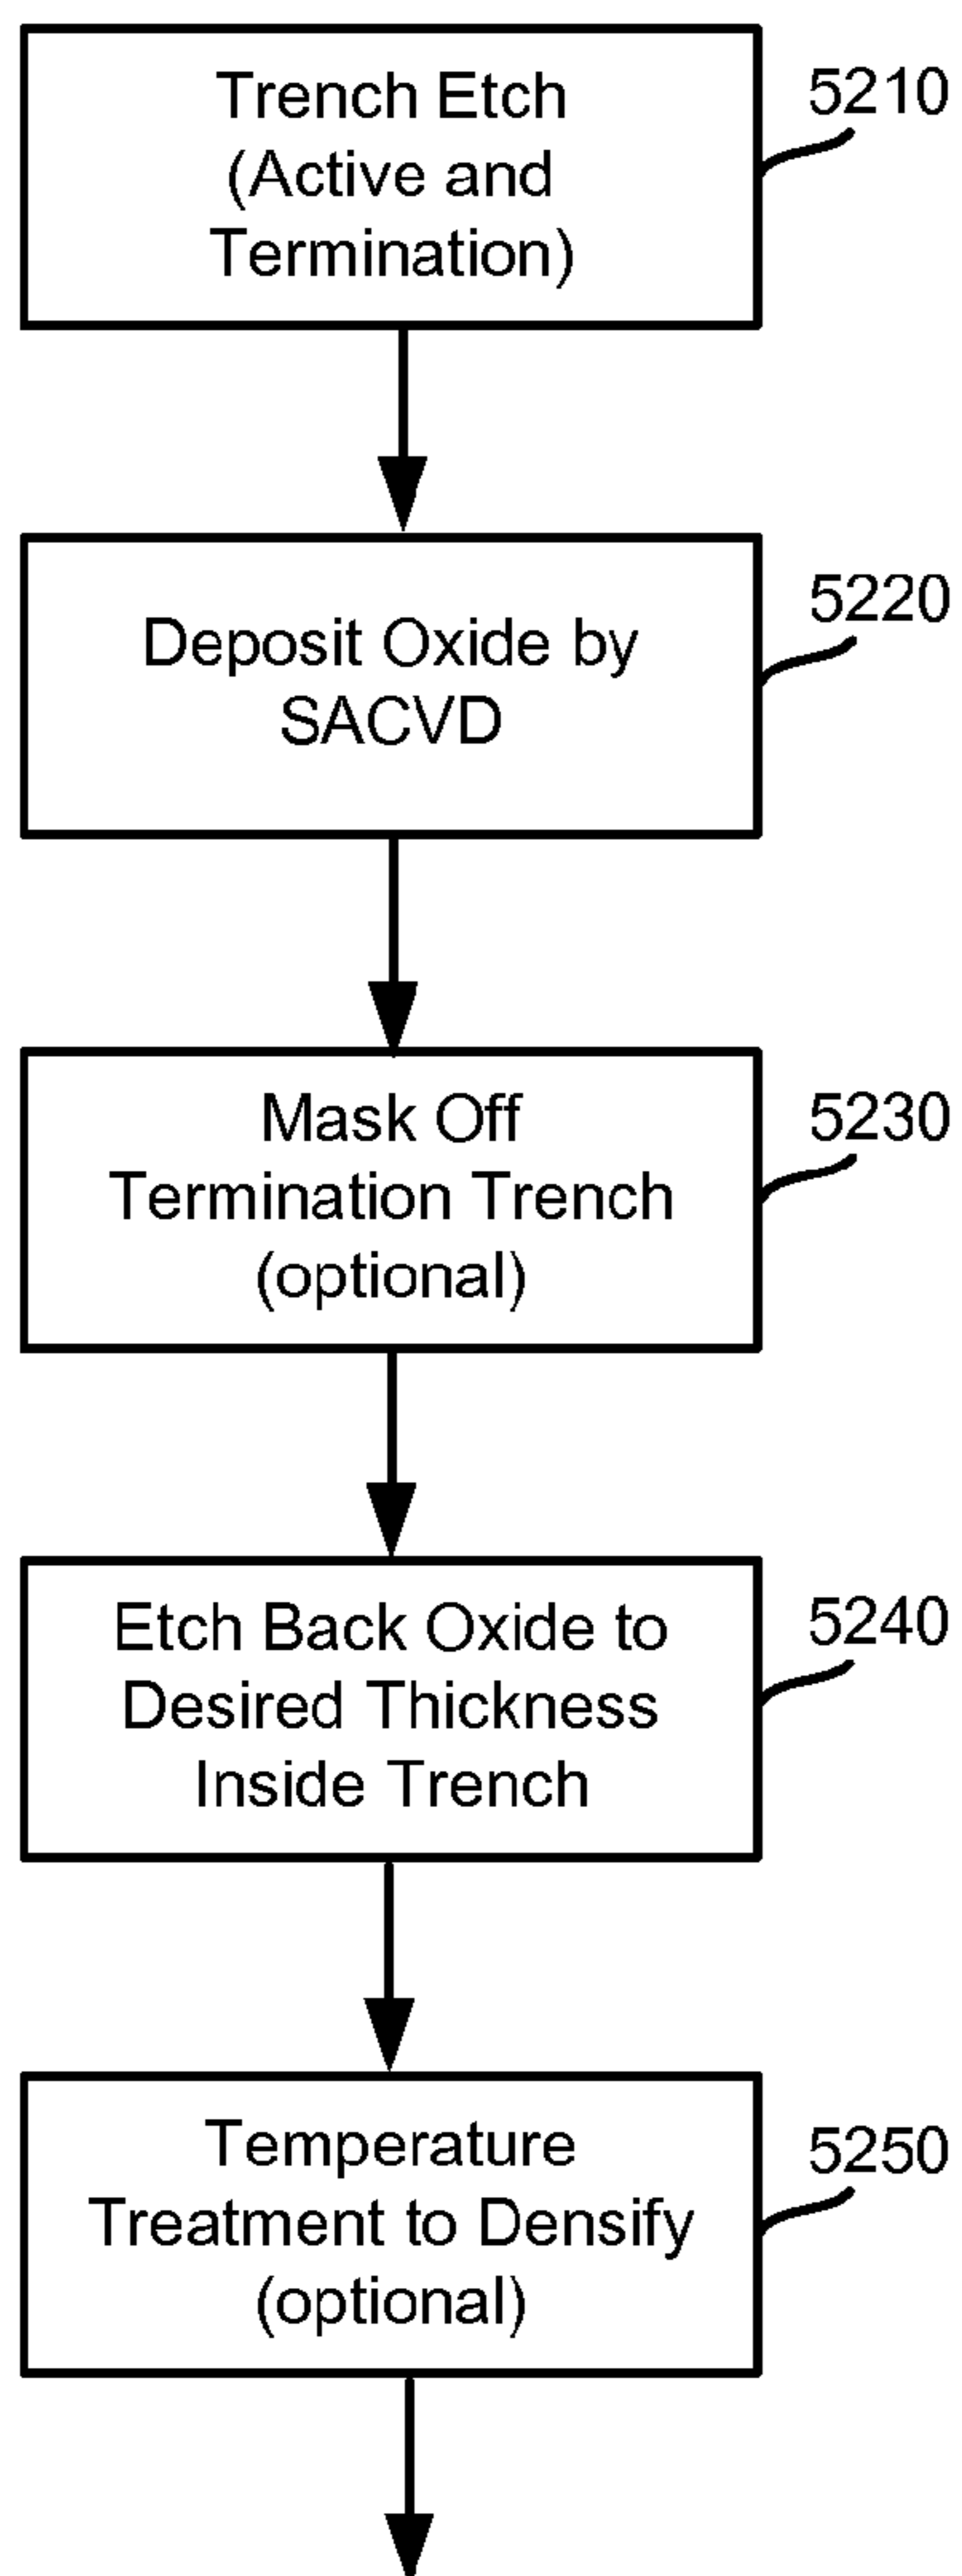 Trench Etch
(Active and
Termination)
5210
Deposit Oxide by
SACVD
5220
Mask Off
Termination Trench
(optional)
5230
Etch Back Oxide to
Desired Thickness
Inside Trench
5240
Temperature
Treatment to Densify
(optional)
5250